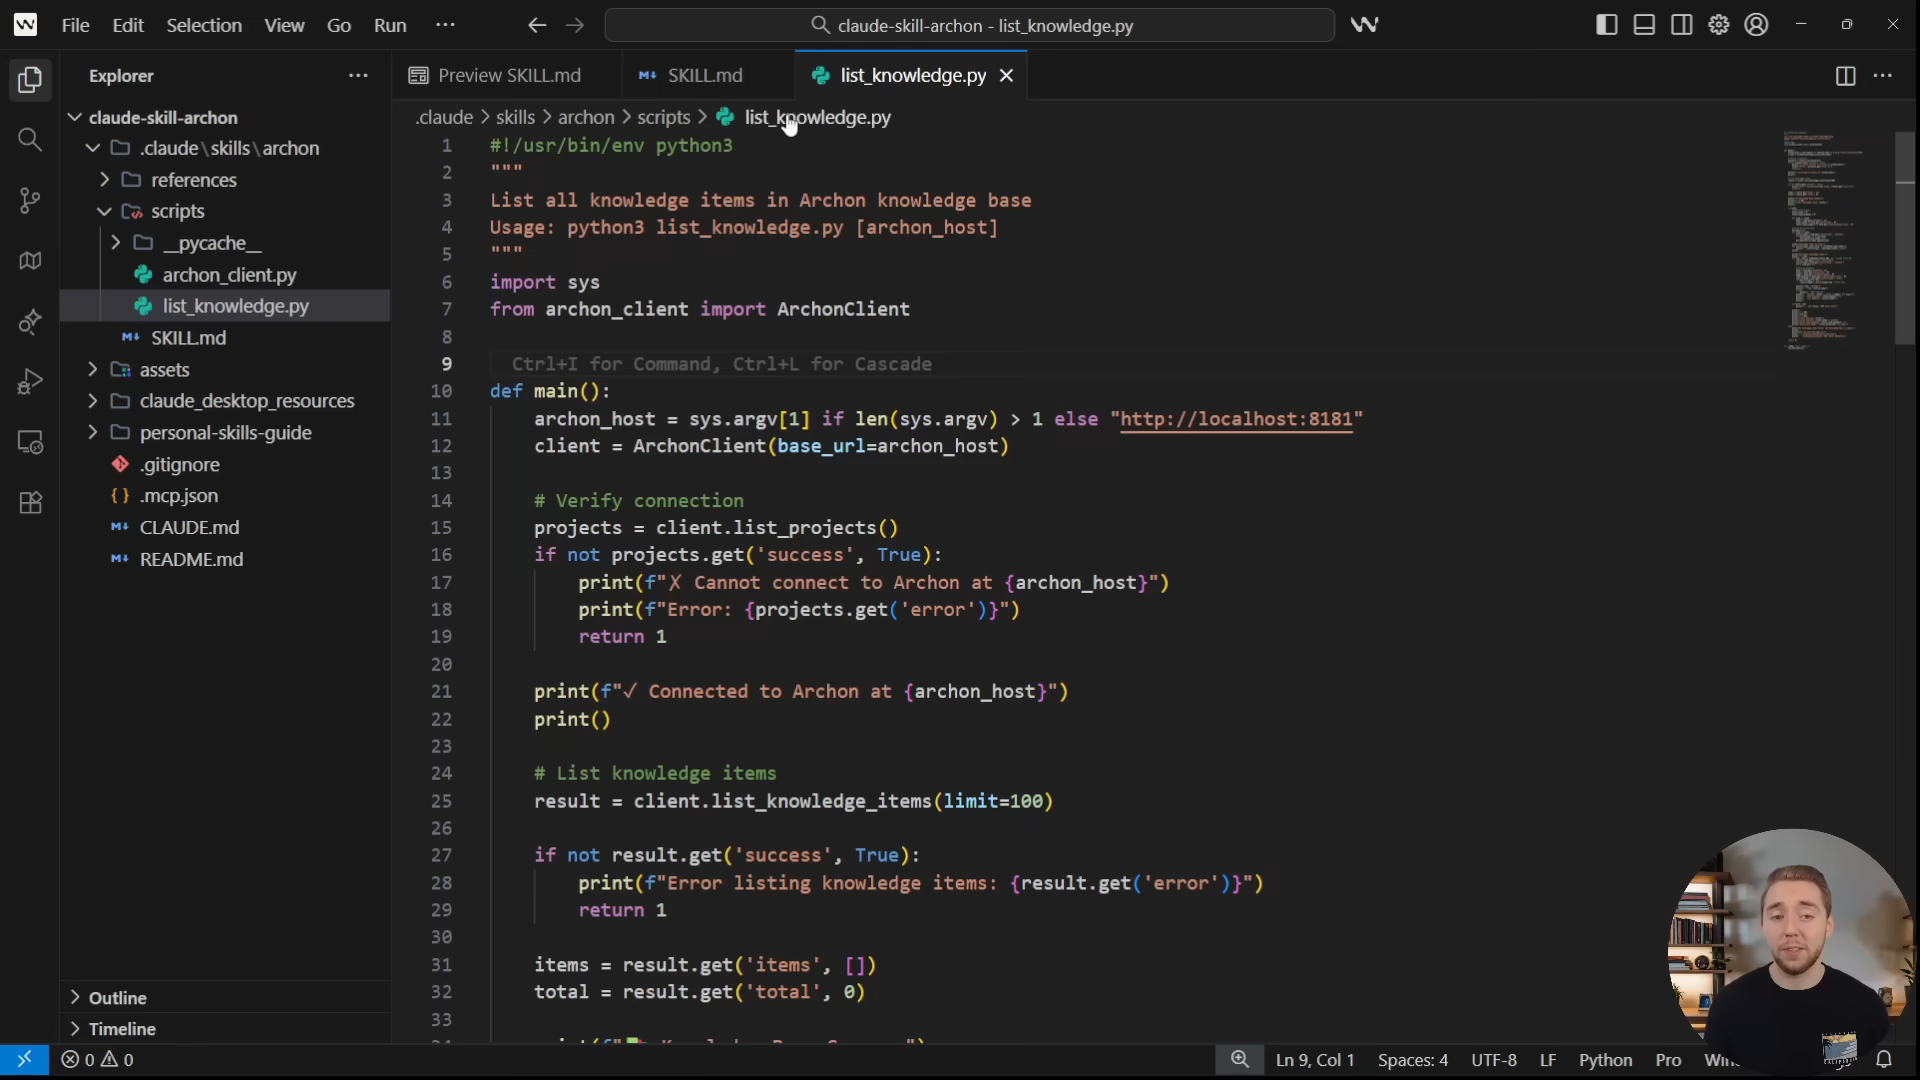 File Edit Selection View Go Run ···
claude-skill-archon - list_knowledge.py
Explorer
claude-skill-archon
.claude\skills\archon
references
scripts
__pycache__
archon_client.py
list_knowledge.py
SKILL.md
assets
claude_desktop_resources
personal-skills-guide
.gitignore
{ } .mcp.json
CLAUDE.md
README.md
Outline
Timeline
Preview SKILL.md SKILL.md list_knowledge.py
.claude > skills > archon > scripts > list_knowledge.py
1 #!/usr/bin/env python3
2 """
3 List all knowledge items in Archon knowledge base
4 Usage: python3 list_knowledge.py [archon_host]
5 """
6 import sys
7 from archon_client import ArchonClient
8
9 Ctrl+I for Command, Ctrl+L for Cascade
10 def main():
11 archon_host = sys.argv[1] if len(sys.argv) > 1 else "http://localhost:8181"
12 client = ArchonClient(base_url=archon_host)
13
14 # Verify connection
15 projects = client.list_projects()
16 if not projects.get('success', True):
17 print(f"✗ Cannot connect to Archon at {archon_host}")
18 print(f"Error: {projects.get('error')}")
19 return 1
20
21 print(f"✓ Connected to Archon at {archon_host}")
22 print()
23
24 # List knowledge items
25 result = client.list_knowledge_items(limit=100)
26
27 if not result.get('success', True):
28 print(f"Error listing knowledge items: {result.get('error')}")
29 return 1
30
31 items = result.get('items', [])
32 total = result.get('total', 0)
33
0 0
Ln 9, Col 1 Spaces: 4 UTF-8 LF Python Pro